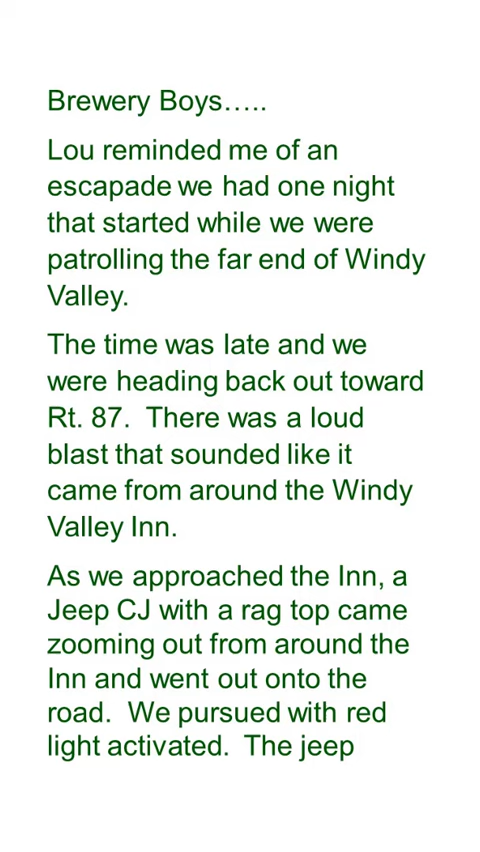 Brewery Boys…..
Lou reminded me of an
escapade we had one night
that started while we were
patrolling the far end of Windy
Valley.
The time was late and we
were heading back out toward
Rt. 87.  There was a loud
blast that sounded like it
came from around the Windy
Valley Inn.
As we approached the Inn, a
Jeep CJ with a rag top came
zooming out from around the
Inn and went out onto the
road.  We pursued with red
light activated.  The jeep